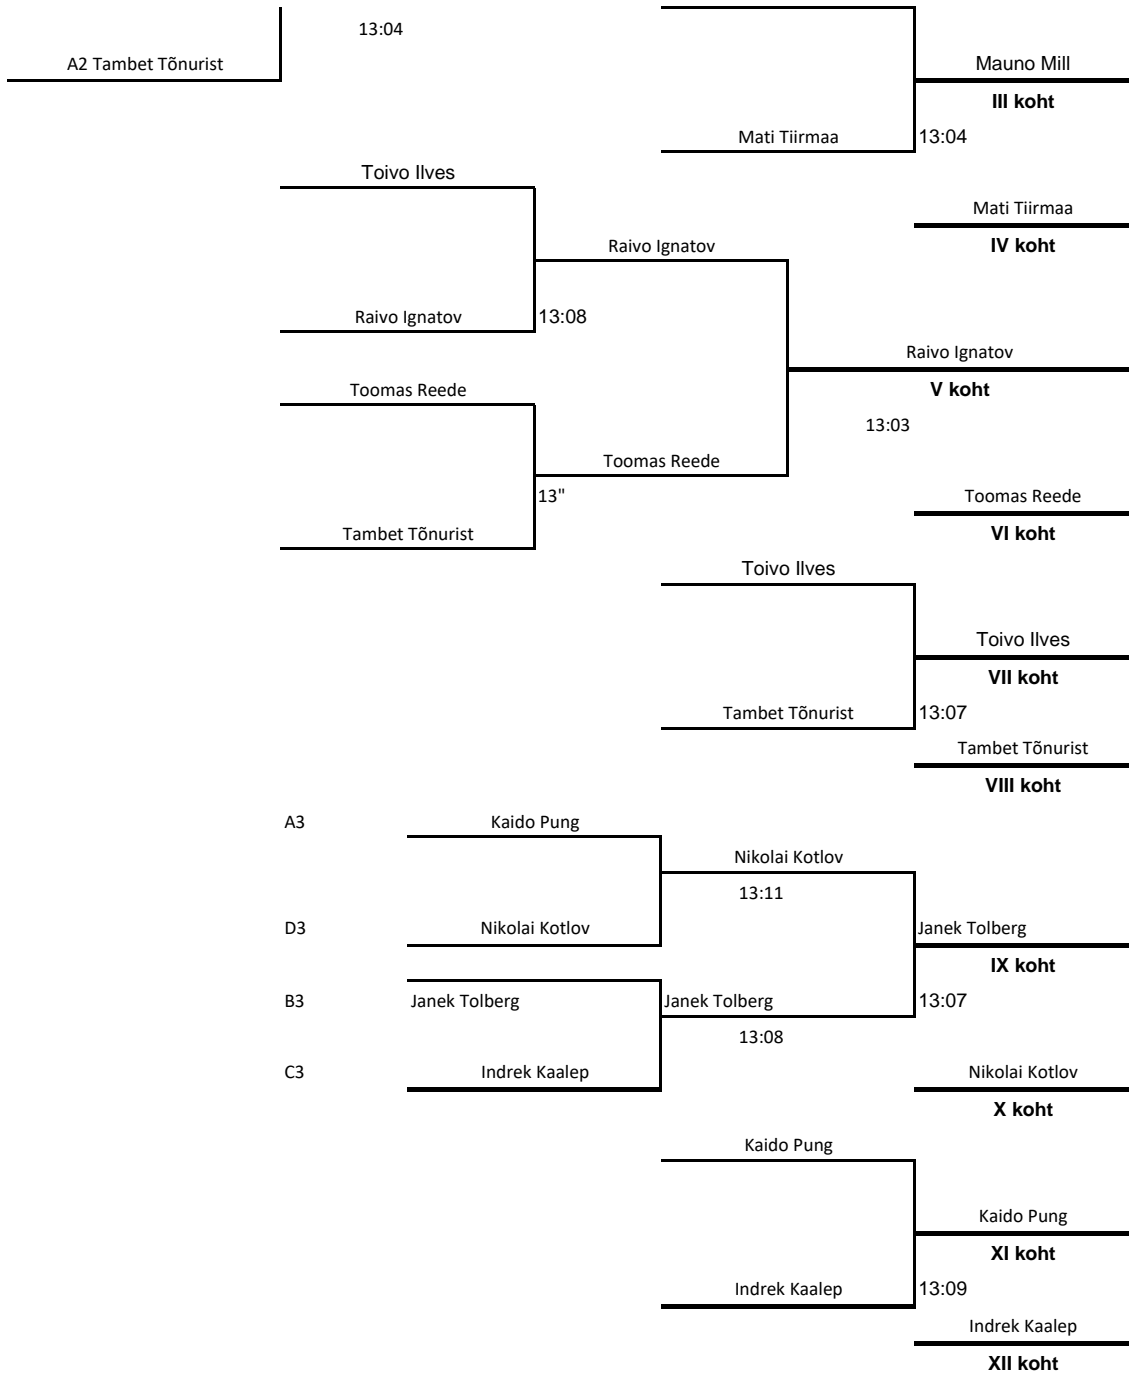 13:04
A2 Tambet Tõnurist
Mauno Mill
III koht
Mati Tiirmaa
13:04
Toivo Ilves
Mati Tiirmaa
IV koht
Raivo Ignatov
Raivo Ignatov
13:08
Raivo Ignatov
V koht
Toomas Reede
13:03
Toomas Reede
13"
Toomas Reede
VI koht
Tambet Tõnurist
Toivo Ilves
Toivo Ilves
VII koht
Tambet Tõnurist
13:07
Tambet Tõnurist
VIII koht
A3
Kaido Pung
Nikolai Kotlov
13:11
D3
Nikolai Kotlov
Janek Tolberg
IX koht
B3
Janek Tolberg
Janek Tolberg
13:07
13:08
C3
Indrek Kaalep
Nikolai Kotlov
X koht
Kaido Pung
Kaido Pung
XI koht
Indrek Kaalep
13:09
Indrek Kaalep
XII koht